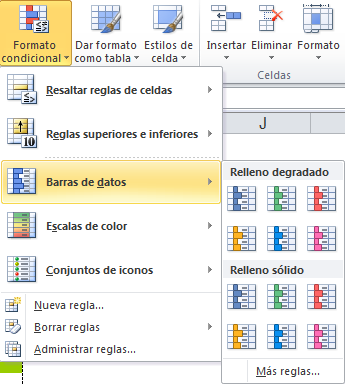 Formato condicional
Dar formato como tabla
Estilos de celda
Insertar
Eliminar
Formato
Celdas
J
Resaltar reglas de celdas
Reglas superiores e inferiores
10
Barras de datos
Escalas de color
Conjuntos de iconos
Nueva regla...
Borrar reglas
Administrar reglas...
Relleno degradado
Relleno sólido
Más reglas...